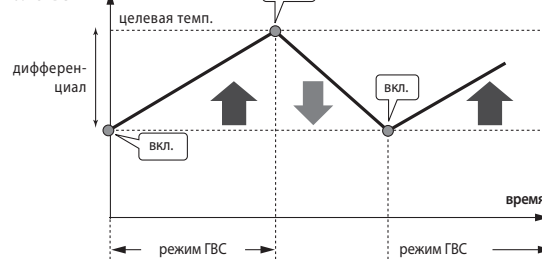 целевая темп.
дифферен-
циал
вкл.
вкл.
время
режим ГВС
режим ГВС